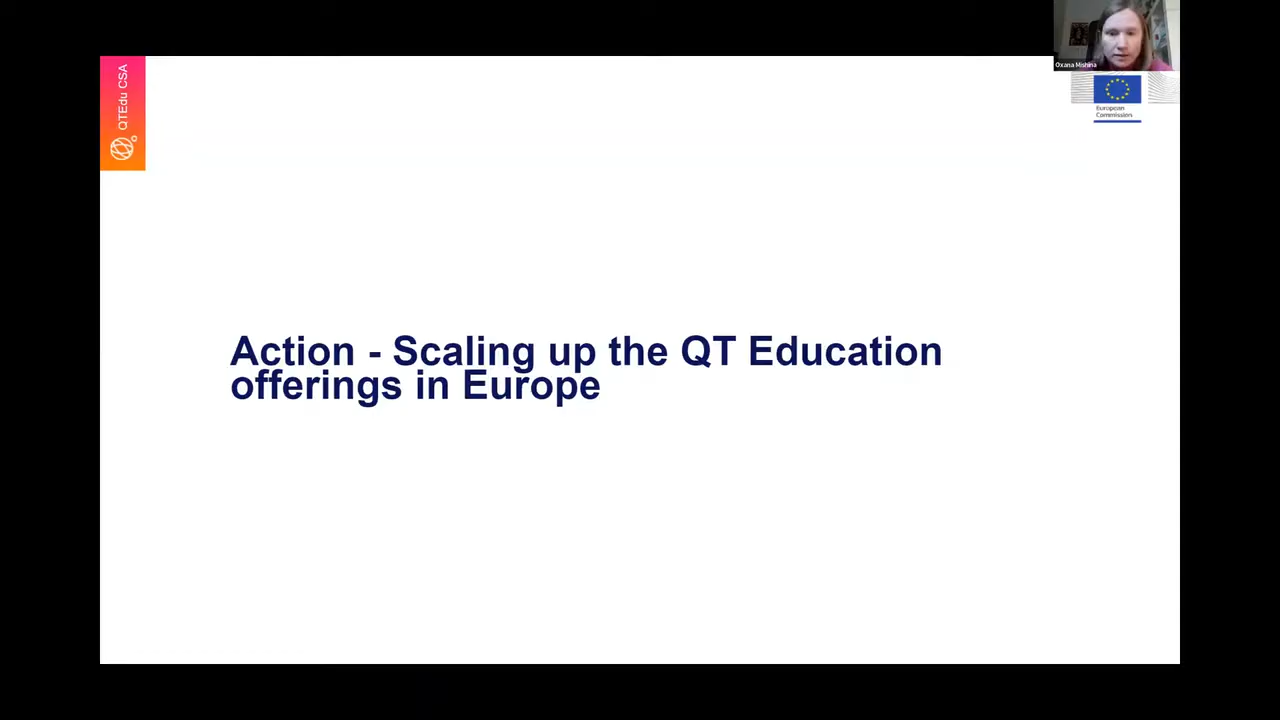 QTEdu CSA
Oxana Mishina
European
Commission
Action - Scaling up the QT Education
offerings in Europe